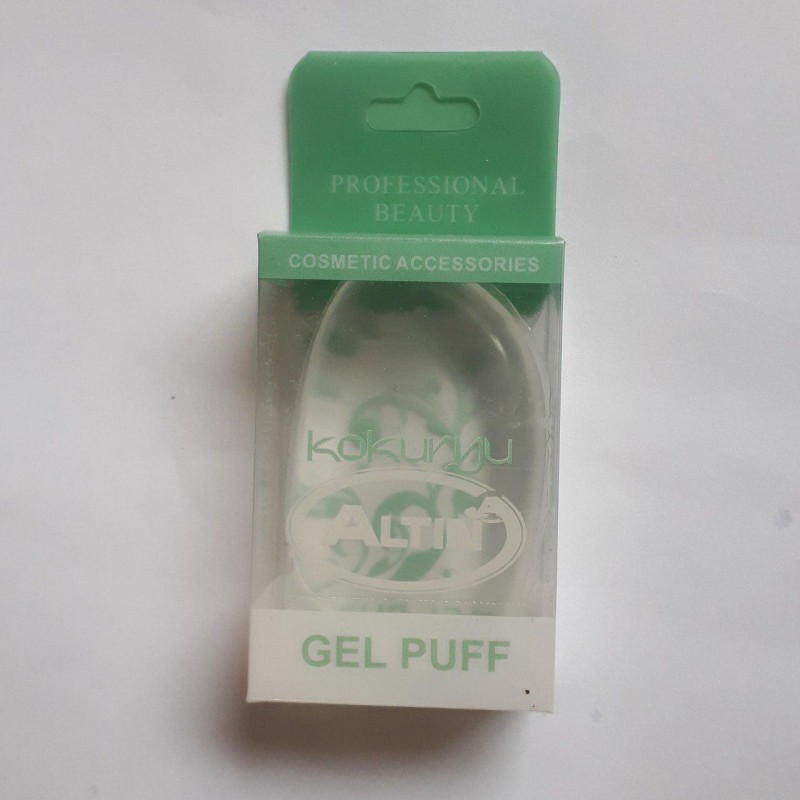 PROFESSIONAL
BEAUTY
COSMETIC ACCESSORIES
kokuryu
ALTIN
GEL PUFF